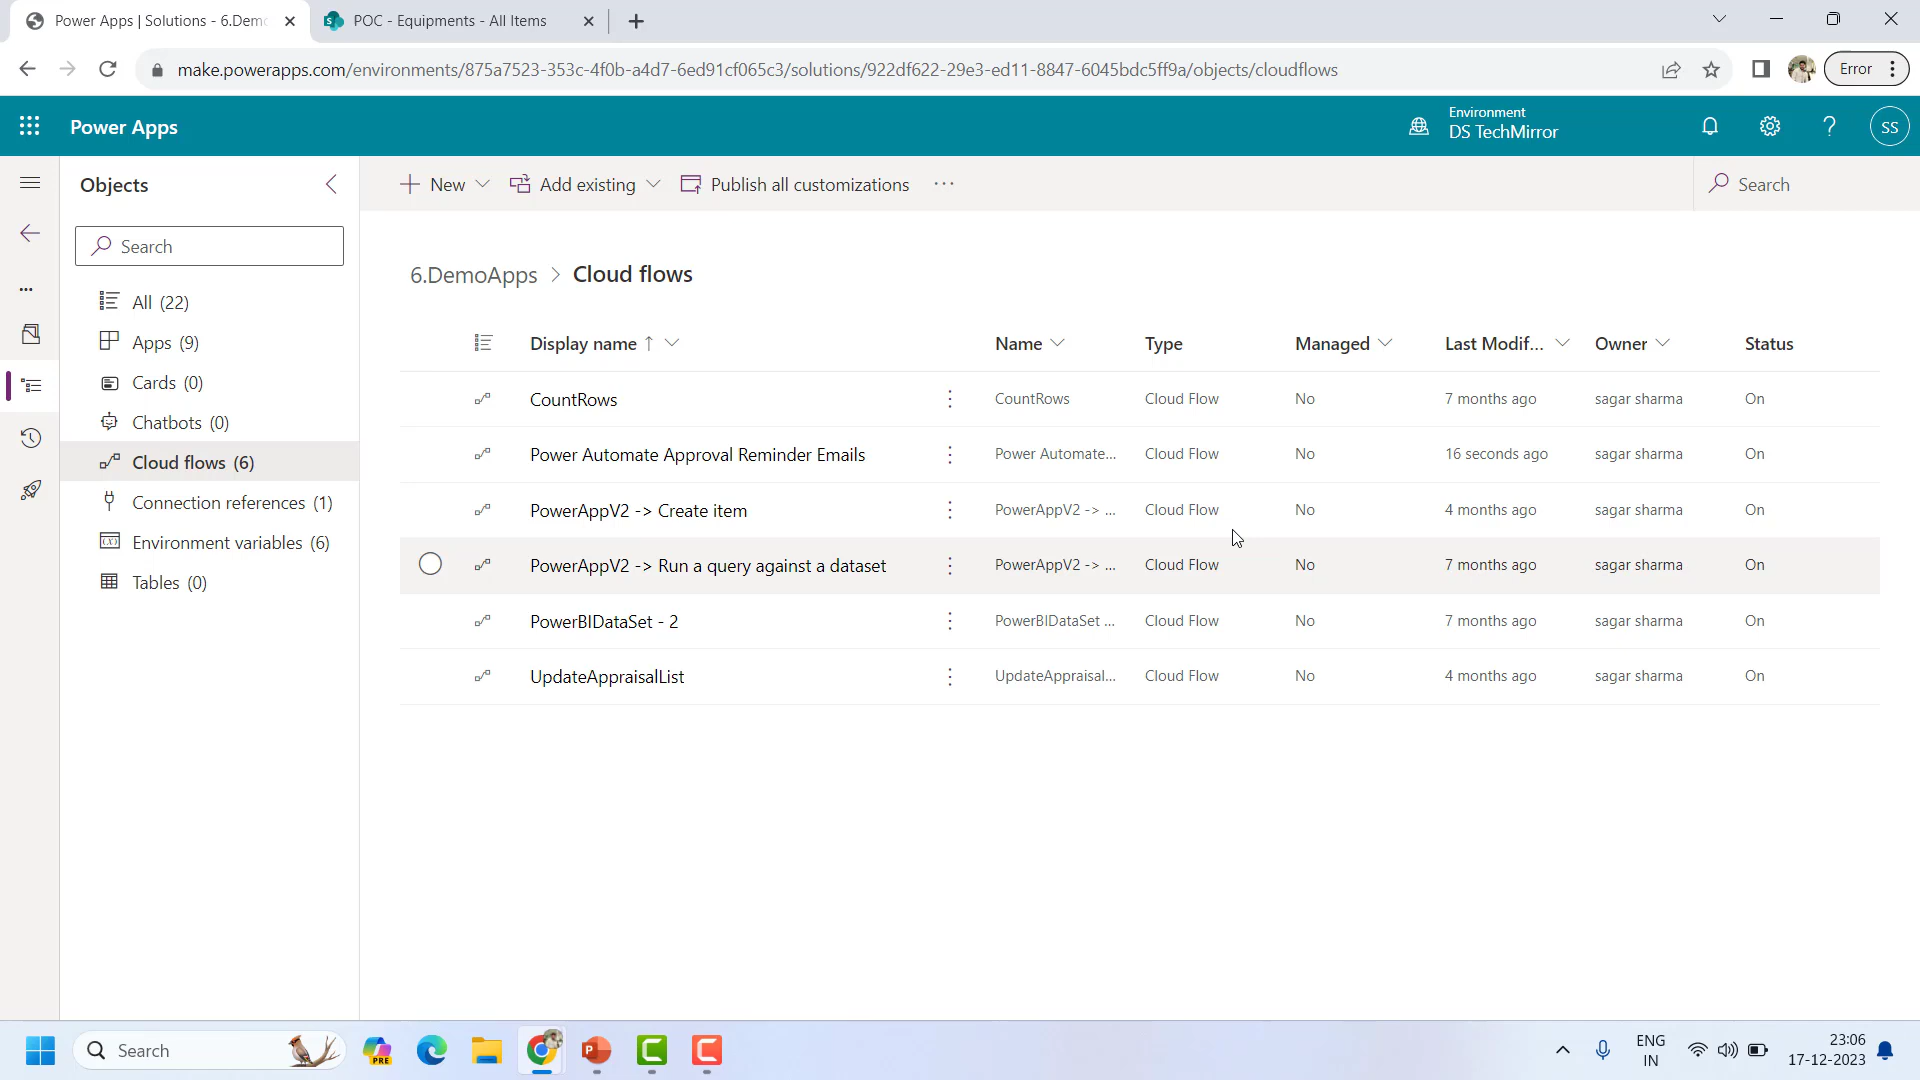 Power Apps | Solutions - 6.Demo
POC - Equipments - All Items
make.powerapps.com/environments/875a7523-353c-4f0b-a4d7-6ed91cf065c3/solutions/922df622-29e3-ed11-8847-6045bdc5ff9a/objects/cloudflows
Error
Power Apps
Environment
DS TechMirror
SS
Objects
New
Add existing
Publish all customizations
Search
Search
All (22)
Apps (9)
Cards (0)
Chatbots (0)
Cloud flows (6)
Connection references (1)
Environment variables (6)
Tables (0)
6.DemoApps > Cloud flows
Display name ↑ Name Type Managed Last Modif... Owner Status
CountRows CountRows Cloud Flow No 7 months ago sagar sharma On
Power Automate Approval Reminder Emails Power Automate... Cloud Flow No 16 seconds ago sagar sharma On
PowerAppV2 -> Create item PowerAppV2 -> ... Cloud Flow No 4 months ago sagar sharma On
PowerAppV2 -> Run a query against a dataset PowerAppV2 -> ... Cloud Flow No 7 months ago sagar sharma On
PowerBIDataSet - 2 PowerBIDataSet ... Cloud Flow No 7 months ago sagar sharma On
UpdateAppraisalList UpdateAppraisal... Cloud Flow No 4 months ago sagar sharma On
Search
PRE
ENG
IN
23:06
17-12-2023